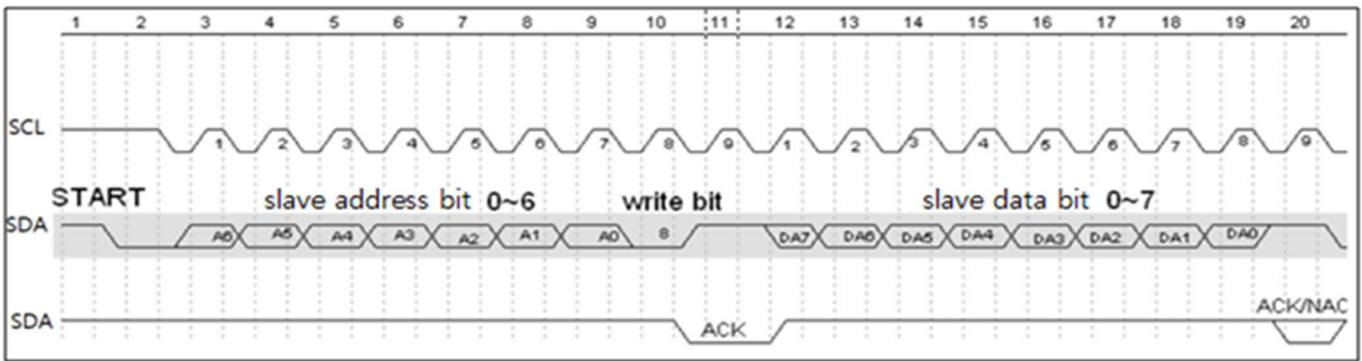 1 2 3 4 5 6 7 8 9 10 11 12 13 14 15 16 17 18 19 20
SCL 1 2 3 4 5 6 7 8 9 1 2 3 4 5 6 7 8 9
START slave address bit 0~6 write bit slave data bit 0~7
SDA A6 A5 A4 A3 A2 A1 A0 8 DA7 DA6 DA5 DA4 DA3 DA2 DA1 DA0
ACK/NAC
SDA ACK